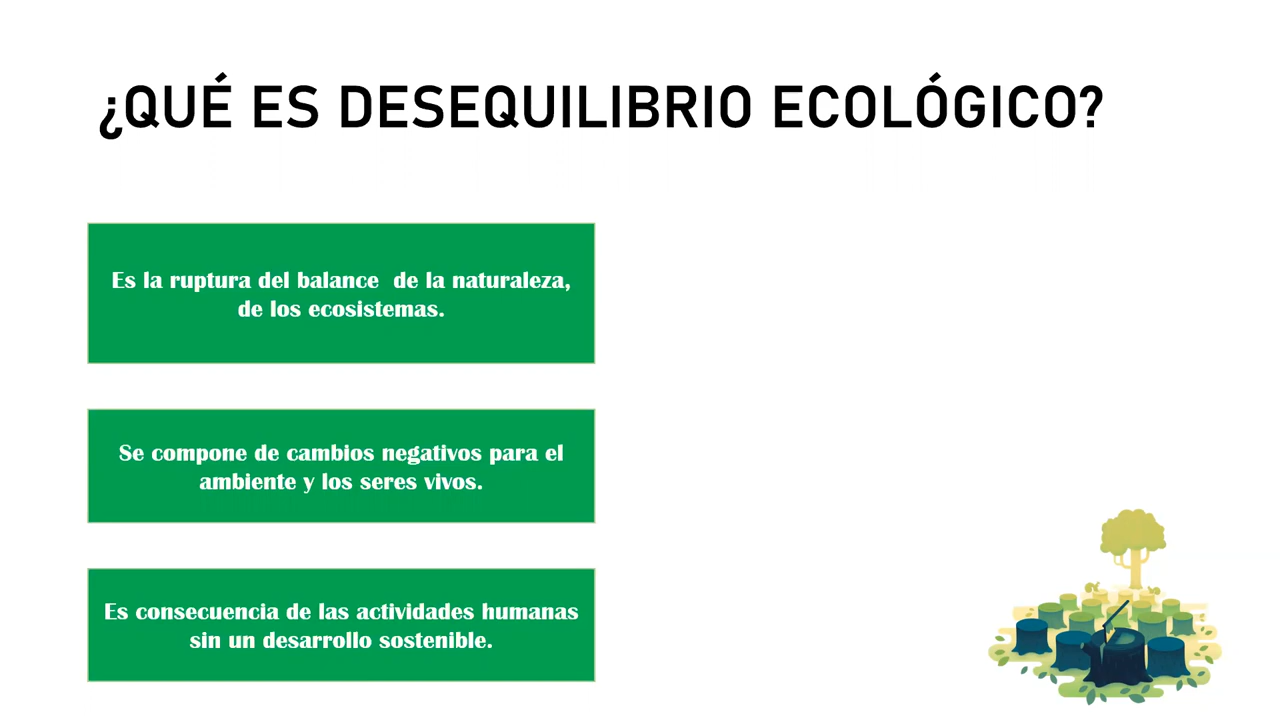 ¿QUÉ ES DESEQUILIBRIO ECOLÓGICO?
Es la ruptura del balance  de la naturaleza,
de los ecosistemas.
Se compone de cambios negativos para el
ambiente y los seres vivos.
Es consecuencia de las actividades humanas
sin un desarrollo sostenible.